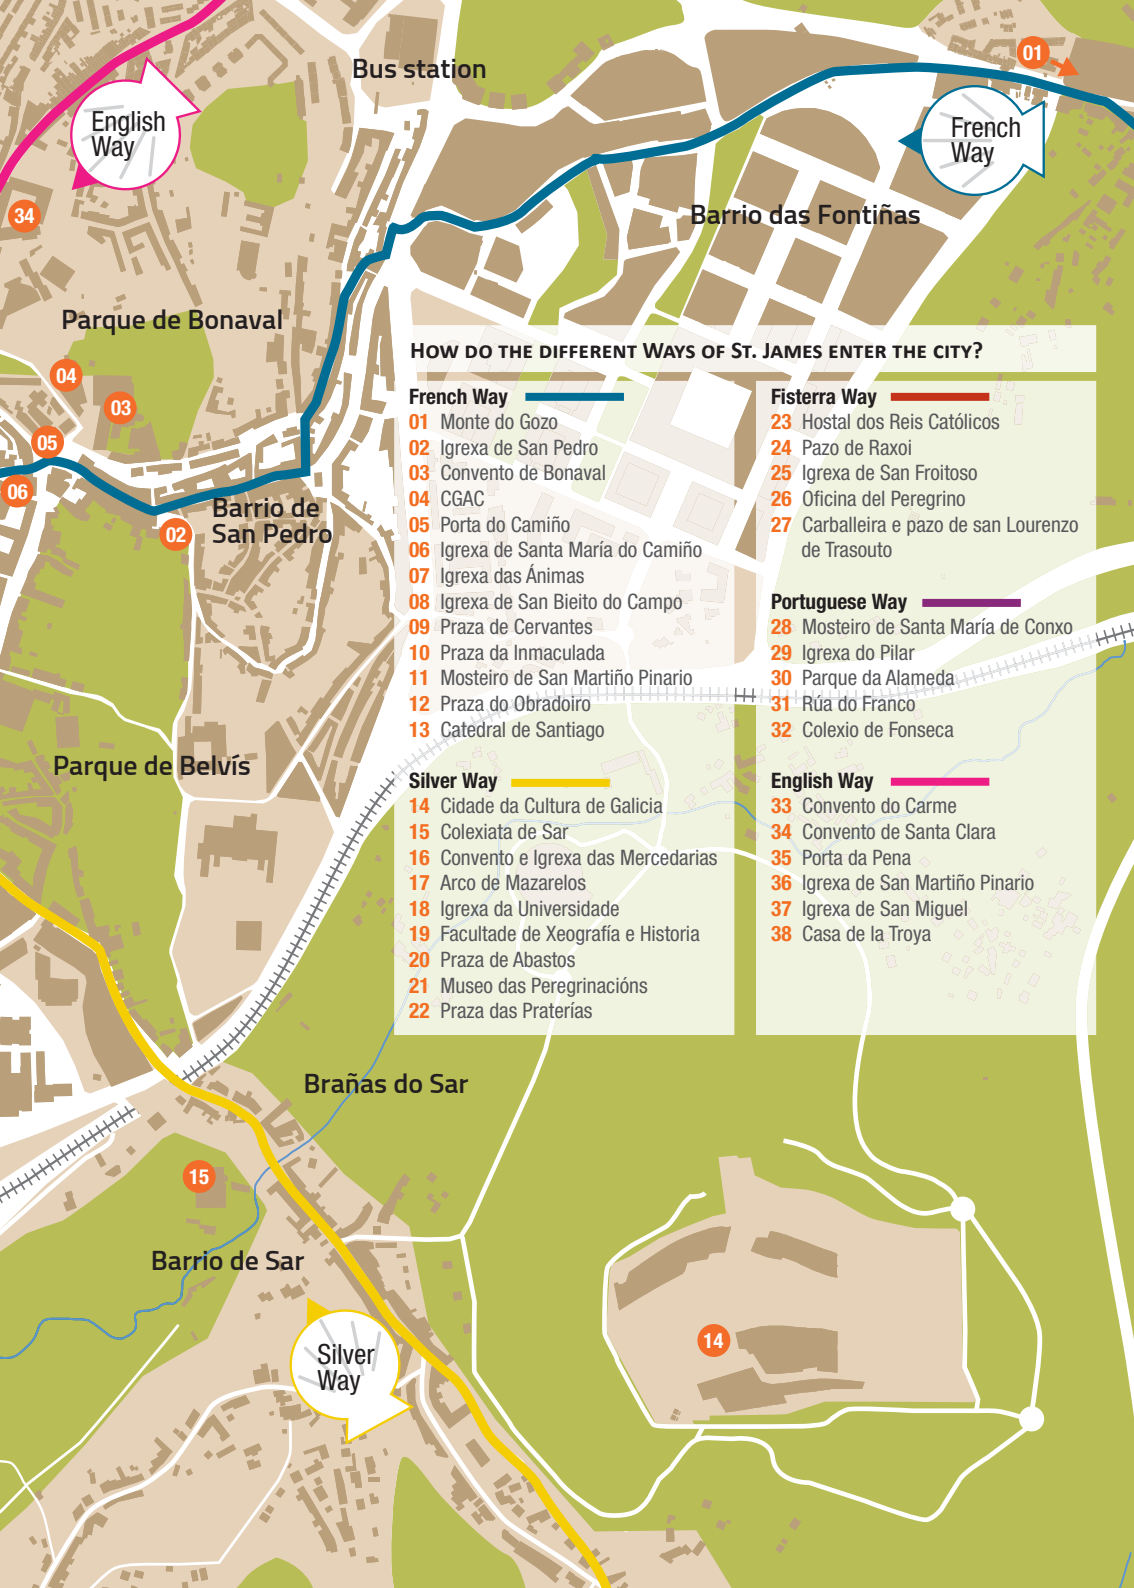 Bus station
01
English
Way
French
Way
34
Barrio das Fontiñas
Parque de Bonaval
04
03
05
06
Barrio de
San Pedro
02
Parque de Belvís
How do the different Ways of St. James enter the city?
French Way
01 Monte do Gozo
02 Igrexa de San Pedro
03 Convento de Bonaval
04 CGAC
05 Porta do Camiño
06 Igrexa de Santa María do Camiño
07 Igrexa das Ánimas
08 Igrexa de San Bieito do Campo
09 Praza de Cervantes
10 Praza da Inmaculada
11 Mosteiro de San Martiño Pinario
12 Praza do Obradoiro
13 Catedral de Santiago
Silver Way
14 Cidade da Cultura de Galicia
15 Colexiata de Sar
16 Convento e Igrexa das Mercedarias
17 Arco de Mazarelos
18 Igrexa da Universidade
19 Facultade de Xeografía e Historia
20 Praza de Abastos
21 Museo das Peregrinacións
22 Praza das Praterías
Fisterra Way
23 Hostal dos Reis Católicos
24 Pazo de Raxoi
25 Igrexa de San Froitoso
26 Oficina del Peregrino
27 Carballeira e pazo de san Lourenzo
de Trasouto
Portuguese Way
28 Mosteiro de Santa María de Conxo
29 Igrexa do Pilar
30 Parque da Alameda
31 Rúa do Franco
32 Colexio de Fonseca
English Way
33 Convento do Carme
34 Convento de Santa Clara
35 Porta da Pena
36 Igrexa de San Martiño Pinario
37 Igrexa de San Miguel
38 Casa de la Troya
Brañas do Sar
15
Barrio de Sar
14
Silver
Way